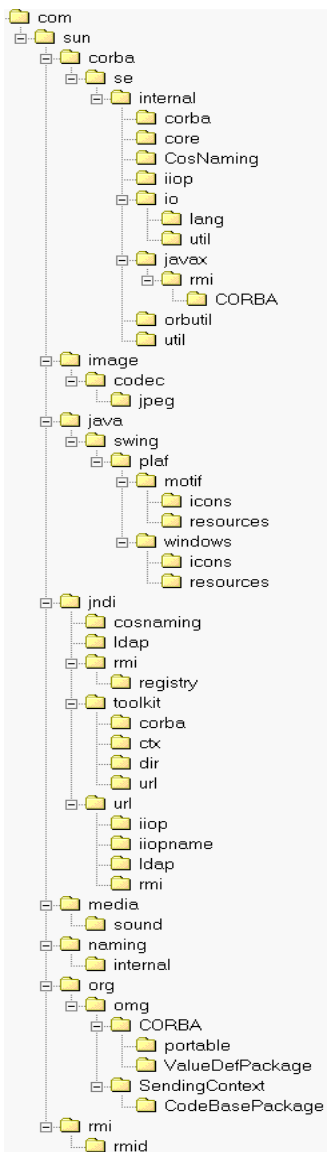 com
sun
corba
se
internal
corba
core
CosNaming
iiop
io
lang
util
javax
rmi
CORBA
orbutil
util
image
codec
jpeg
java
swing
plaf
motif
icons
resources
windows
icons
resources
jndi
cosnaming
ldap
rmi
registry
toolkit
corba
ctx
dir
url
url
iiop
iiopname
ldap
rmi
media
sound
naming
internal
org
omg
CORBA
portable
ValueDefPackage
SendingContext
CodeBasePackage
rmi
rmid